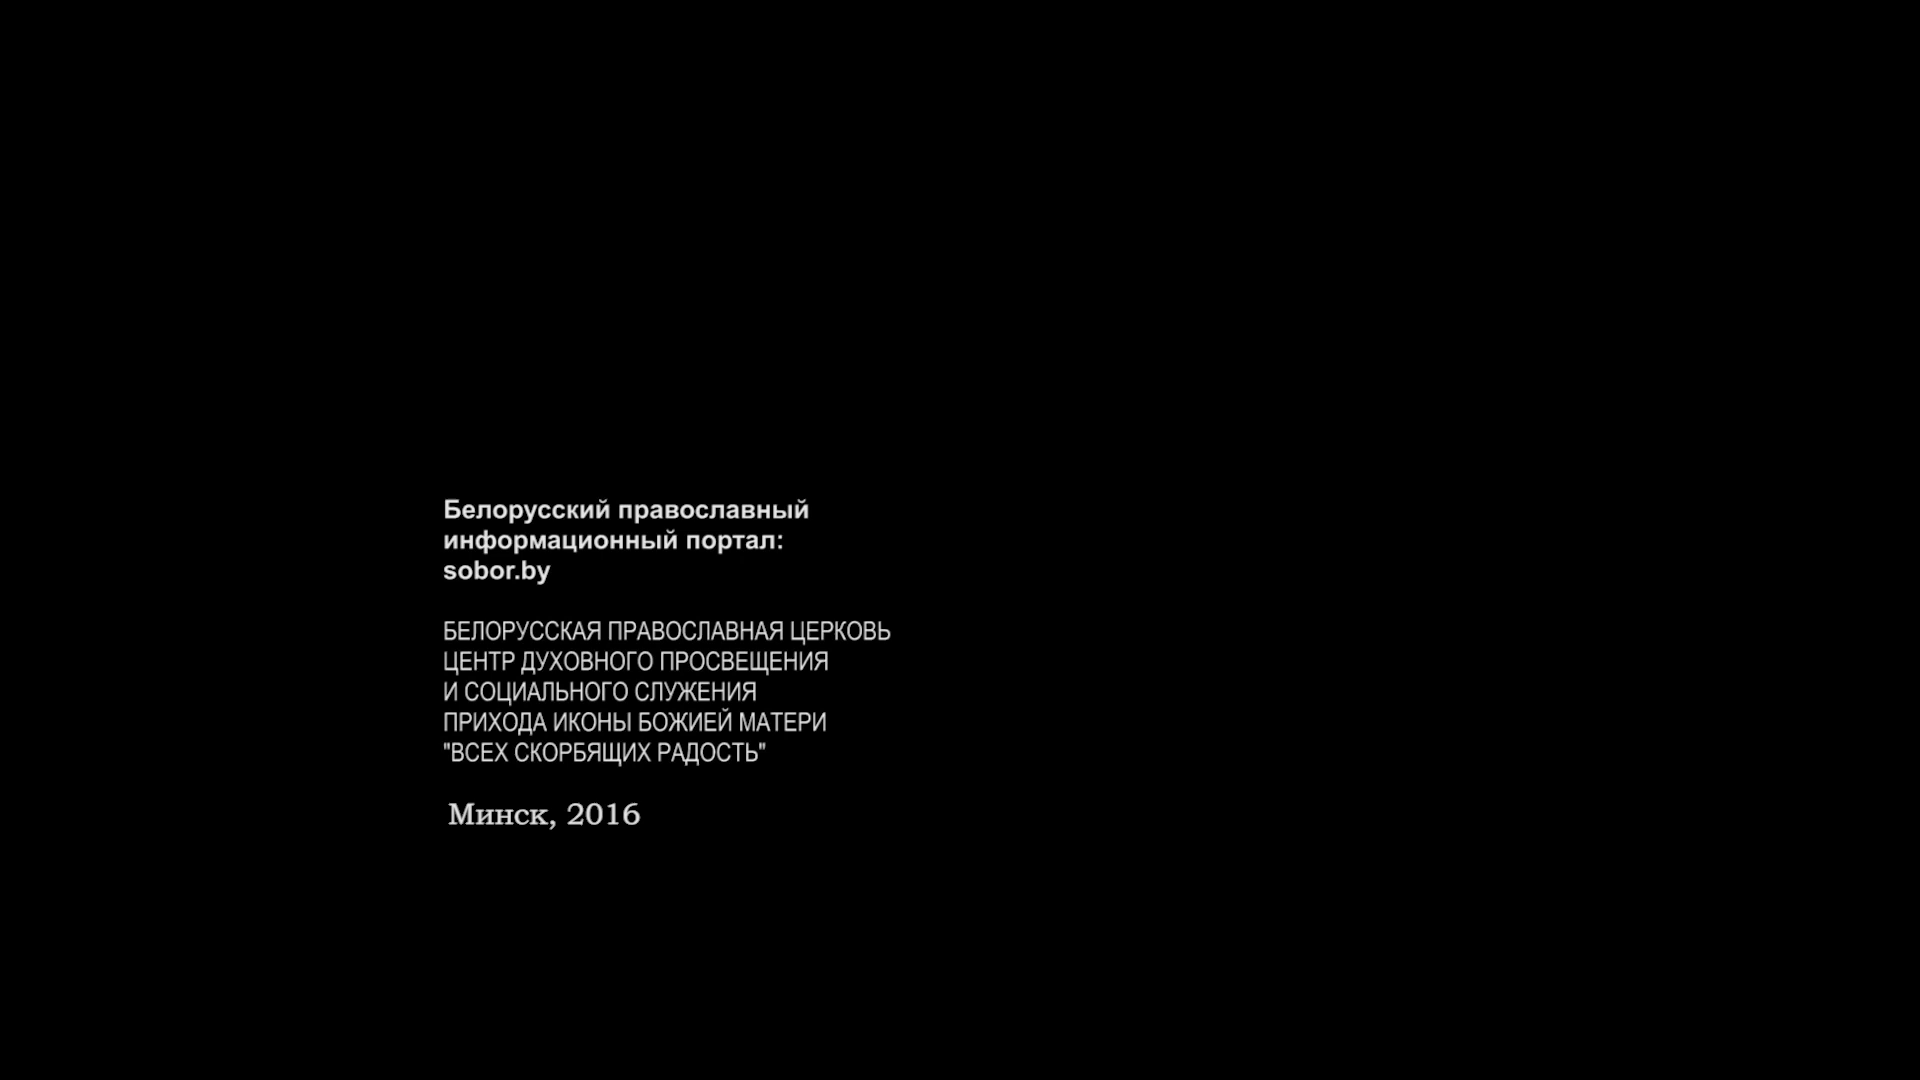 Белорусский православный
информационный портал:
sobor.by
БЕЛОРУССКАЯ ПРАВОСЛАВНАЯ ЦЕРКОВЬ
ЦЕНТР ДУХОВНОГО ПРОСВЕЩЕНИЯ
И СОЦИАЛЬНОГО СЛУЖЕНИЯ
ПРИХОДА ИКОНЫ БОЖИЕЙ МАТЕРИ
"ВСЕХ СКОРБЯЩИХ РАДОСТЬ"
Минск, 2016